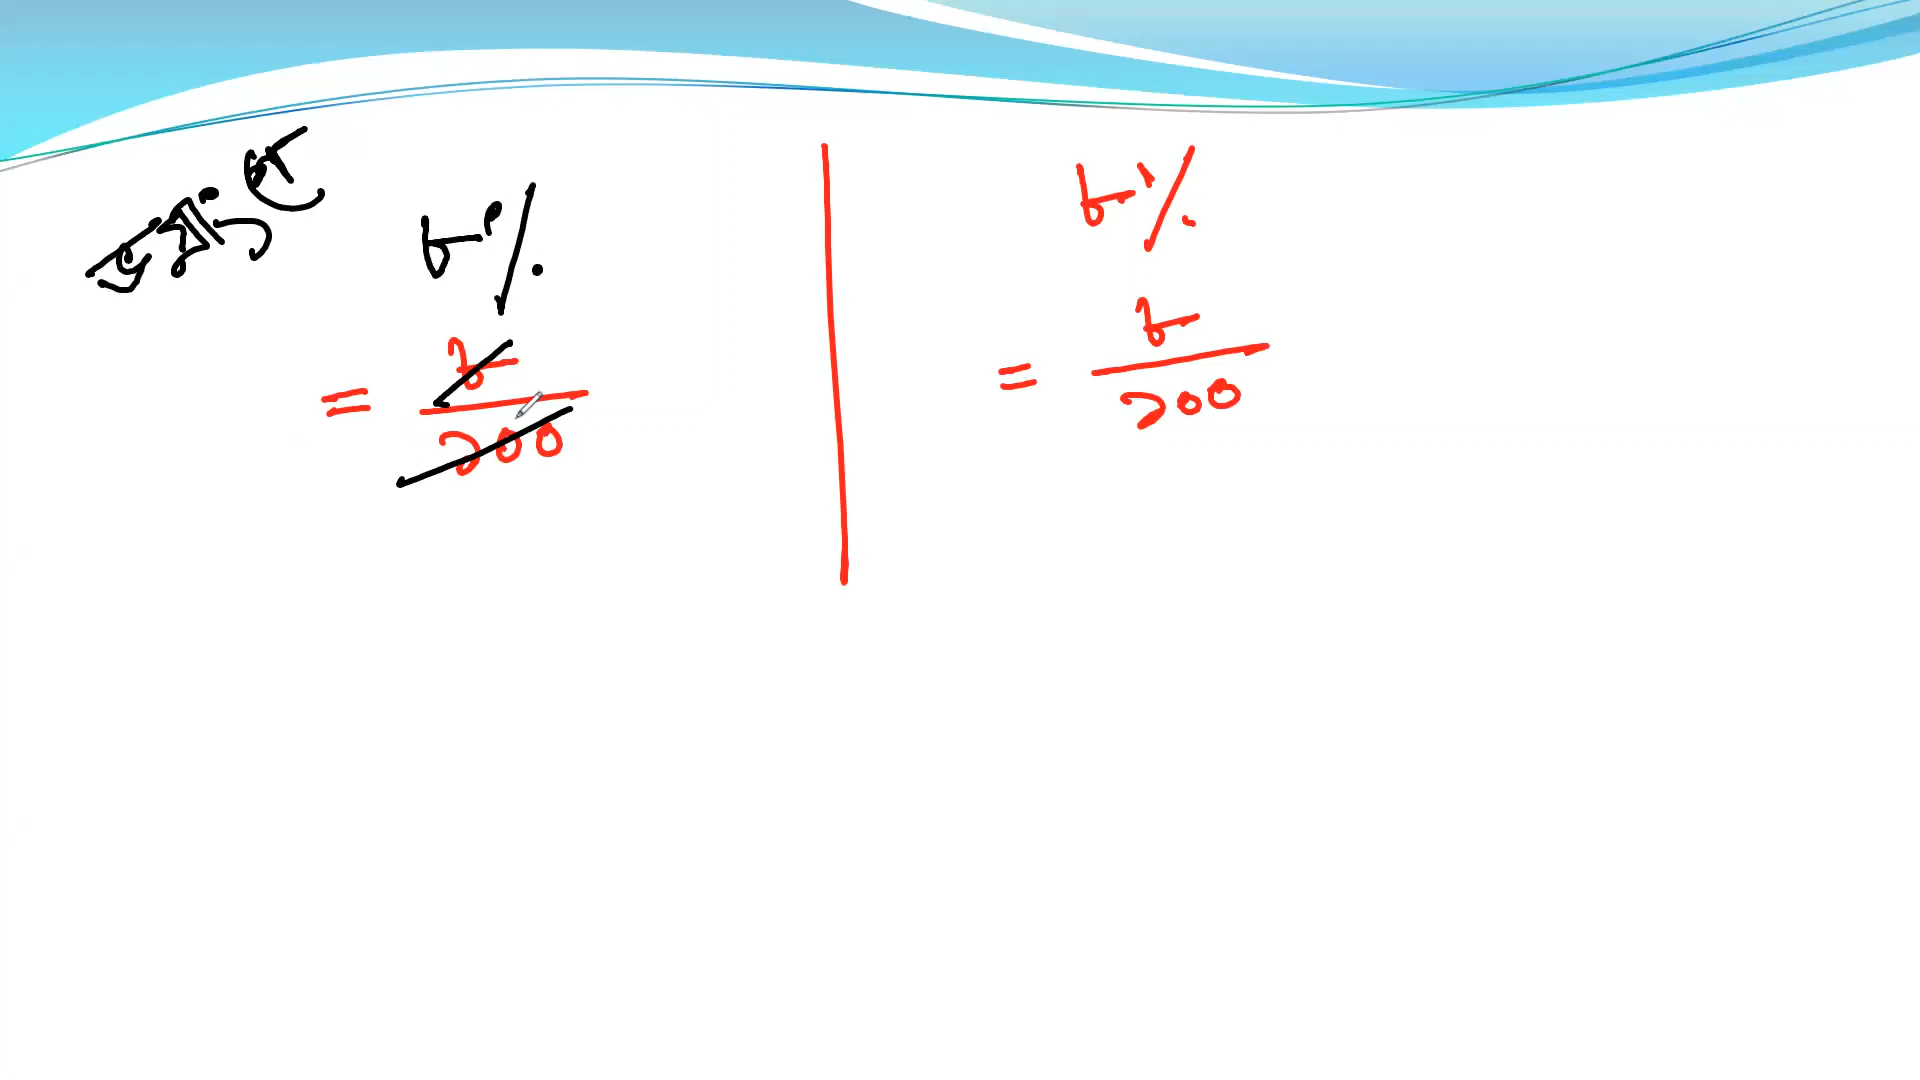 ৮%
= ৮/১০০
৮%
= ৮/১০০